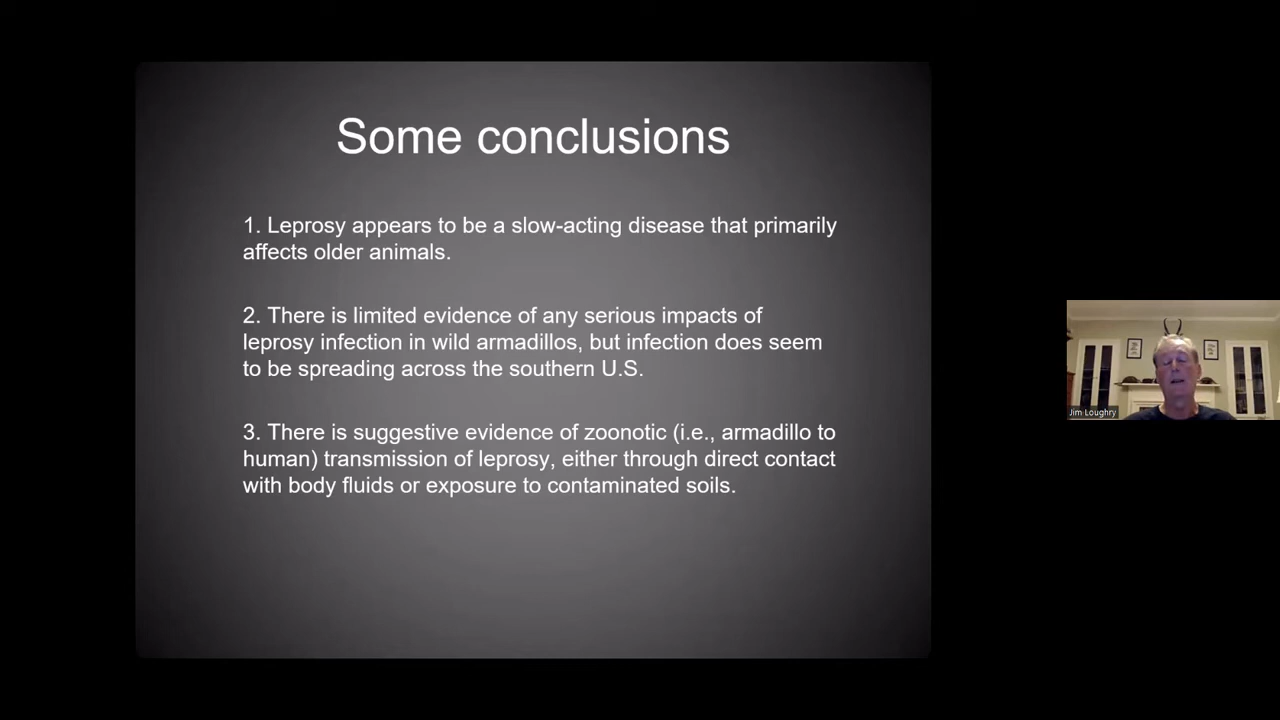 Some conclusions
1. Leprosy appears to be a slow-acting disease that primarily
affects older animals.
2. There is limited evidence of any serious impacts of
leprosy infection in wild armadillos, but infection does seem
to be spreading across the southern U.S.
3. There is suggestive evidence of zoonotic (i.e., armadillo to
human) transmission of leprosy, either through direct contact
with body fluids or exposure to contaminated soils.
Jim Loughry